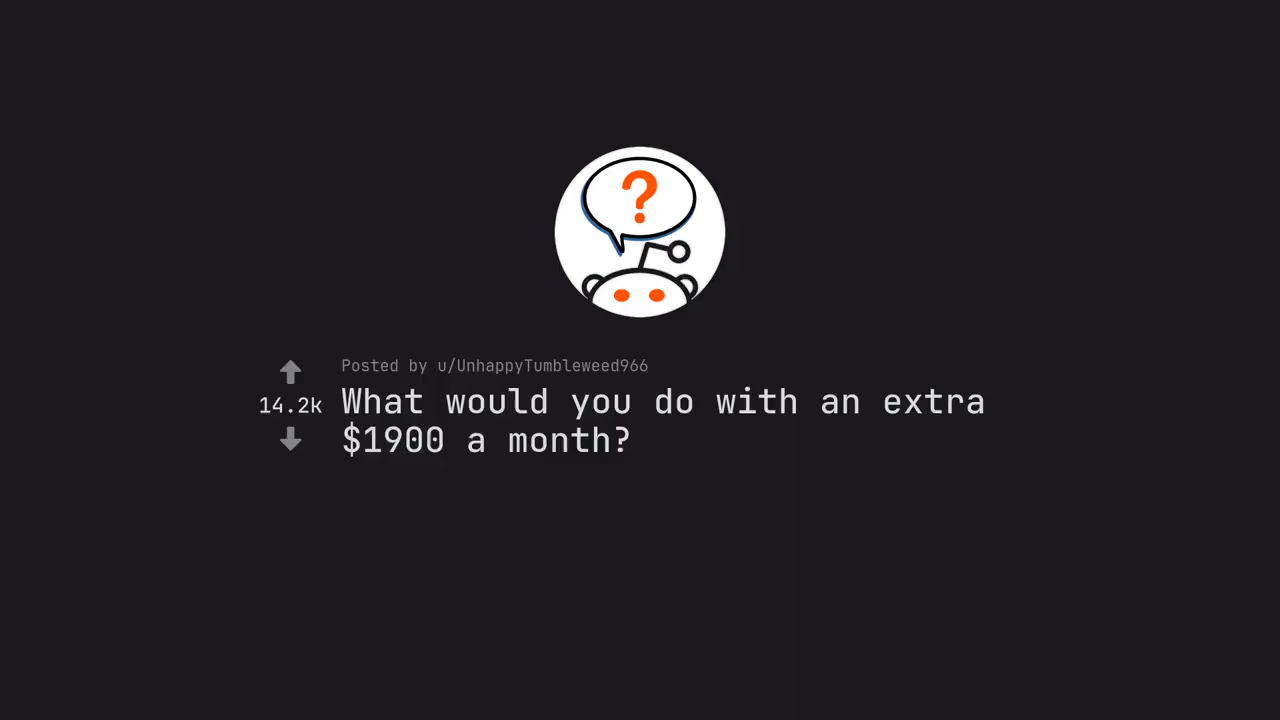 ?
Posted by u/UnhappyTumbleweed966
14.2k
What would you do with an extra
$1900 a month?